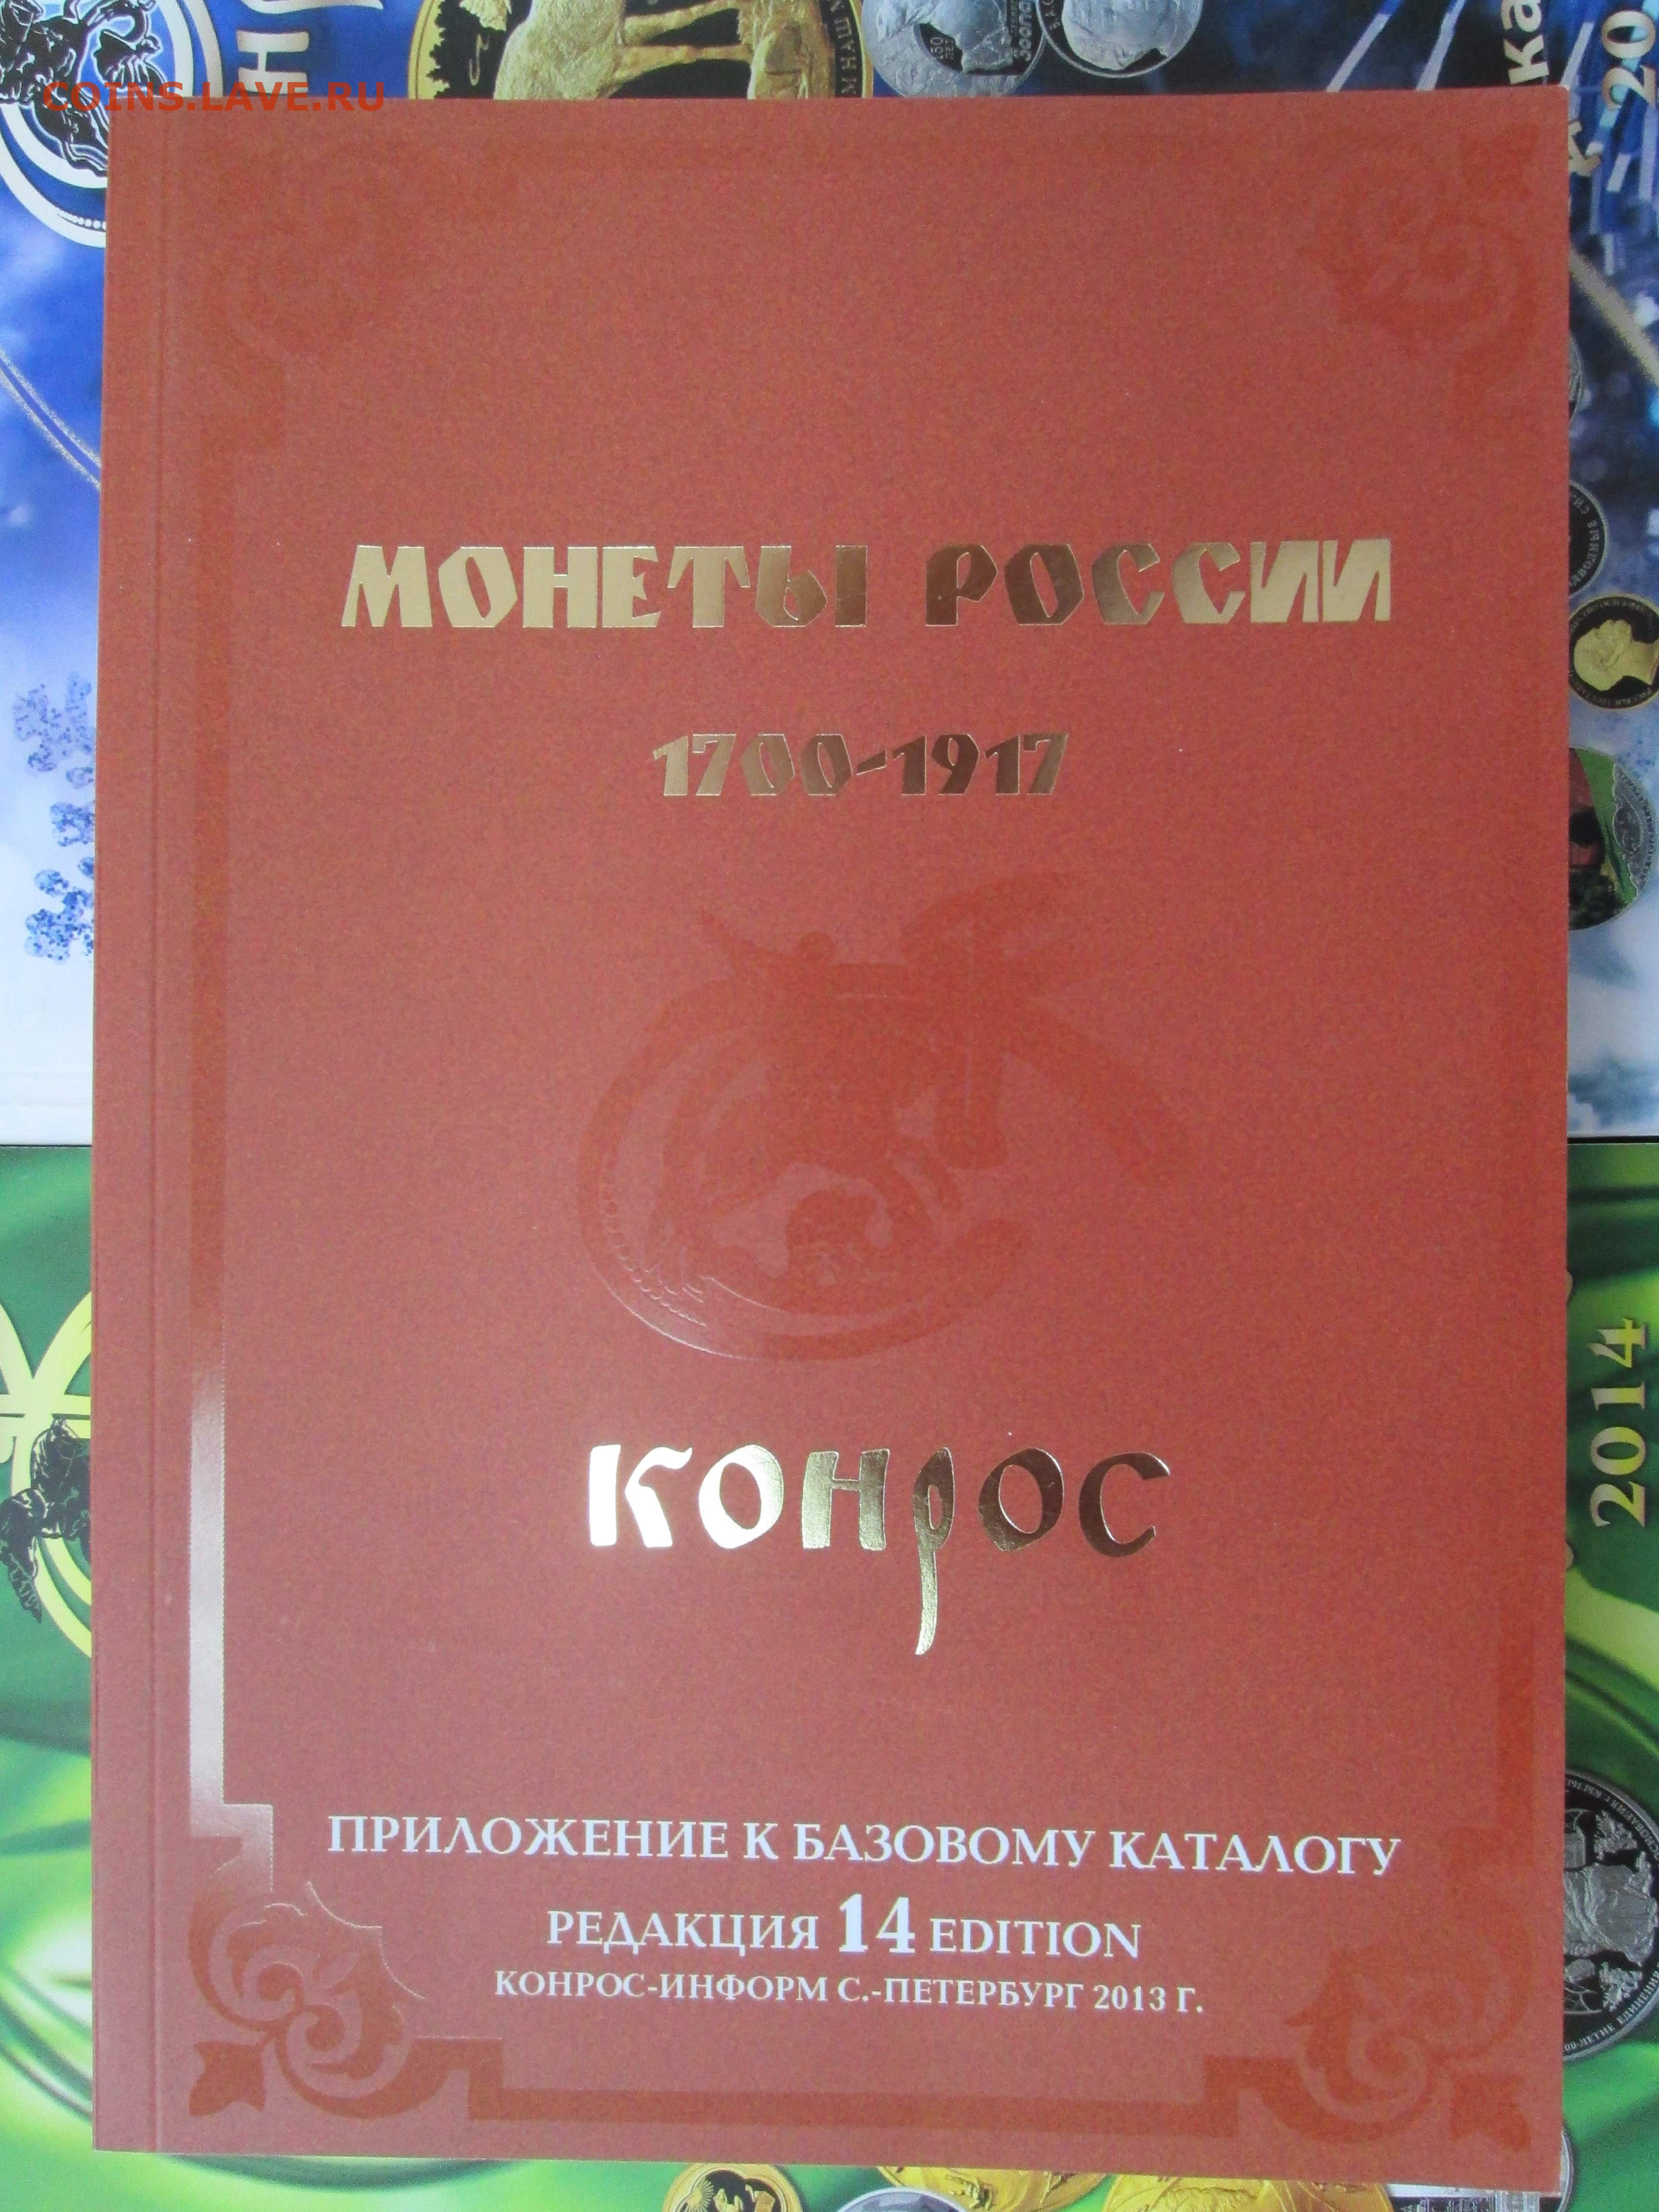 COINS.LAVE.RU
МОНЕТЫ РОССИИ
1700-1917
КОНРОС
ПРИЛОЖЕНИЕ К БАЗОВОМУ КАТАЛОГУ
РЕДАКЦИЯ 14 EDITION
КОНРОС-ИНФОРМ С.-ПЕТЕРБУРГ 2013 Г.
2014